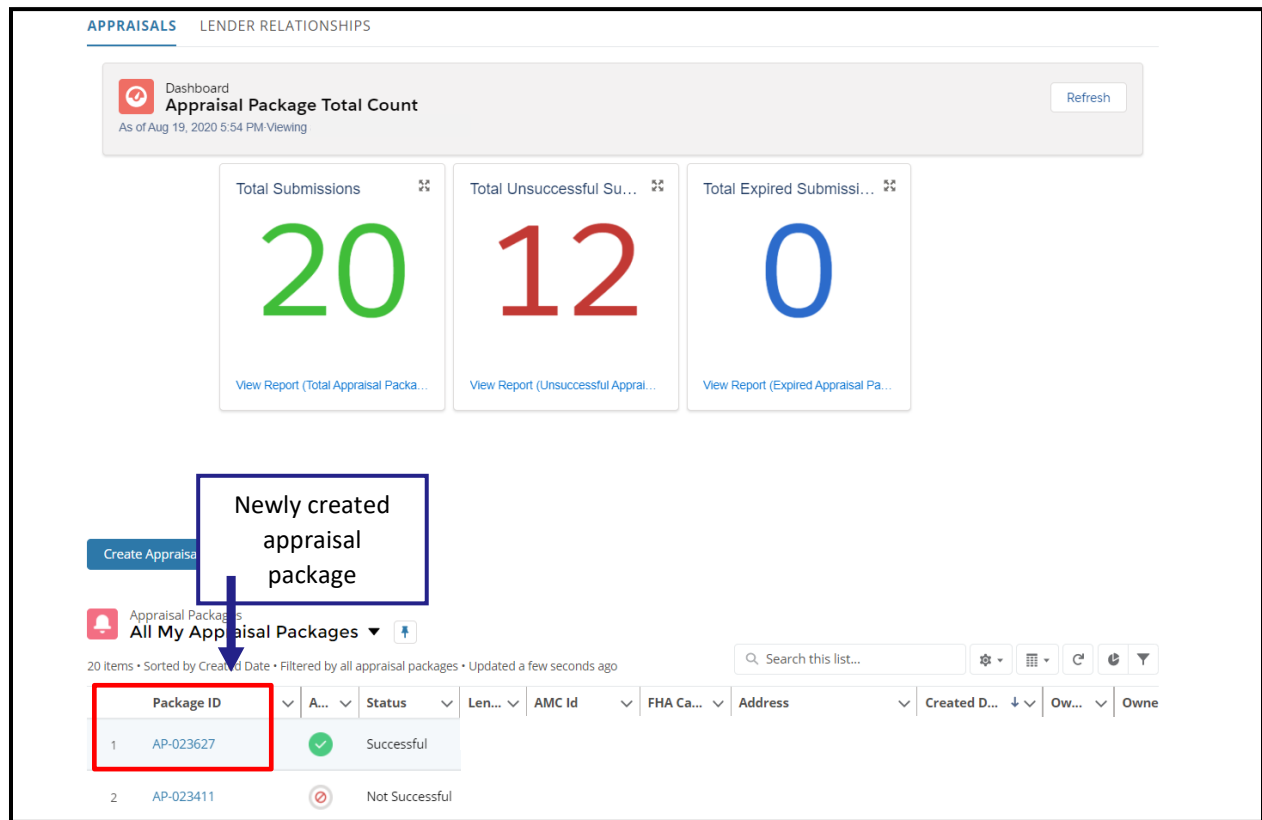 APPRAISALS LENDER RELATIONSHIPS
Dashboard
Appraisal Package Total Count
As of Aug 19, 2020 5:54 PM·Viewing
Refresh
Total Submissions
20
View Report (Total Appraisal Packa...
Total Unsuccessful Su...
12
View Report (Unsuccessful Apprai...
Total Expired Submissi...
0
View Report (Expired Appraisal Pa...
Newly created
appraisal
package
Create Appraisa
Appraisal Packages
All My Appraisal Packages
20 items • Sorted by Created Date • Filtered by all appraisal packages • Updated a few seconds ago
Search this list...
Package ID A... Status Len... AMC Id FHA Ca... Address Created D... Ow... Owne
1 AP-023627 Successful
2 AP-023411 Not Successful